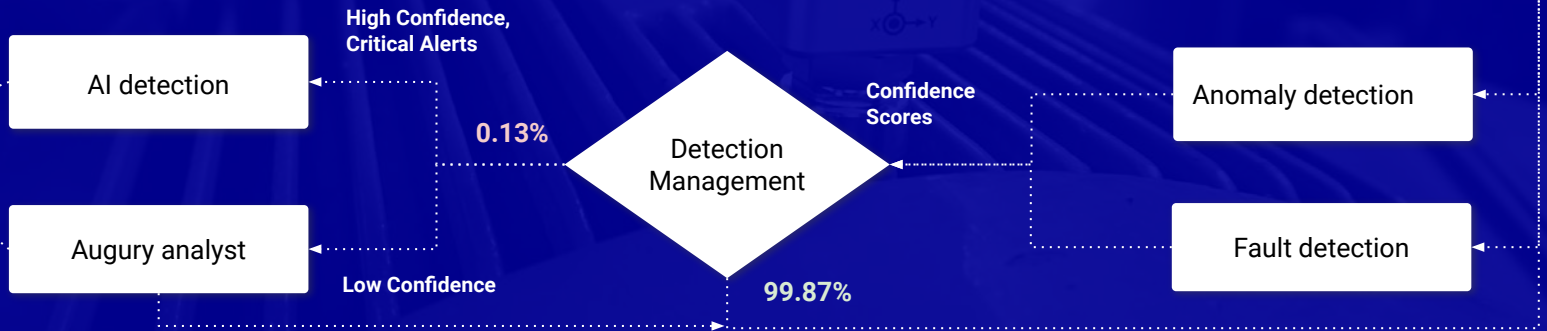 High Confidence,
Critical Alerts
AI detection
0.13%
Augury analyst
Low Confidence
Detection
Management
99.87%
Confidence
Scores
X
Y
Anomaly detection
Fault detection